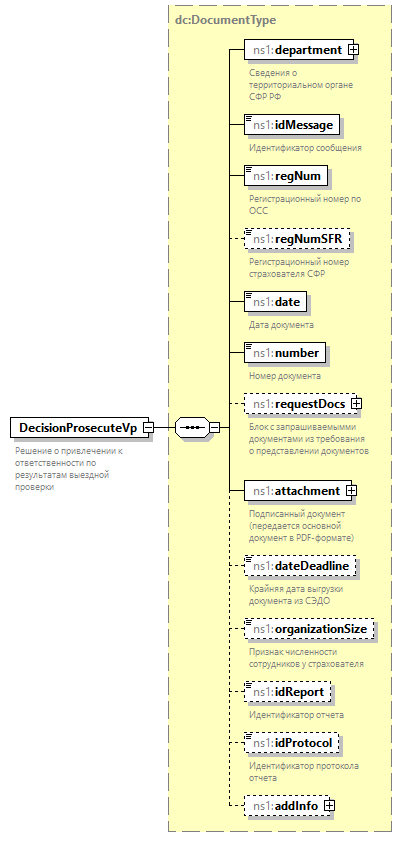 dc:DocumentType
ns1:department
Сведения о
территориальном органе
СФР РФ
ns1:idMessage
Идентификатор сообщения
ns1:regNum
Регистрационный номер по
ОСС
ns1:regNumSFR
Регистрационный номер
страхователя СФР
ns1:date
Дата документа
ns1:number
Номер документа
ns1:requestDocs
Блок с запрашиваемыими
документами из требования
о представлении документов
DecisionProsecuteVp
Решение о привлечении к
ответственности по
результатам выездной
проверки
ns1:attachment
Подписанный документ
(передается основной
документ в PDF-формате)
ns1:dateDeadline
Крайняя дата выгрузки
документа из СЭДО
ns1:organizationSize
Признак численности
сотрудников у страхователя
ns1:idReport
Идентификатор отчета
ns1:idProtocol
Идентификатор протокола
отчета
ns1:addInfo